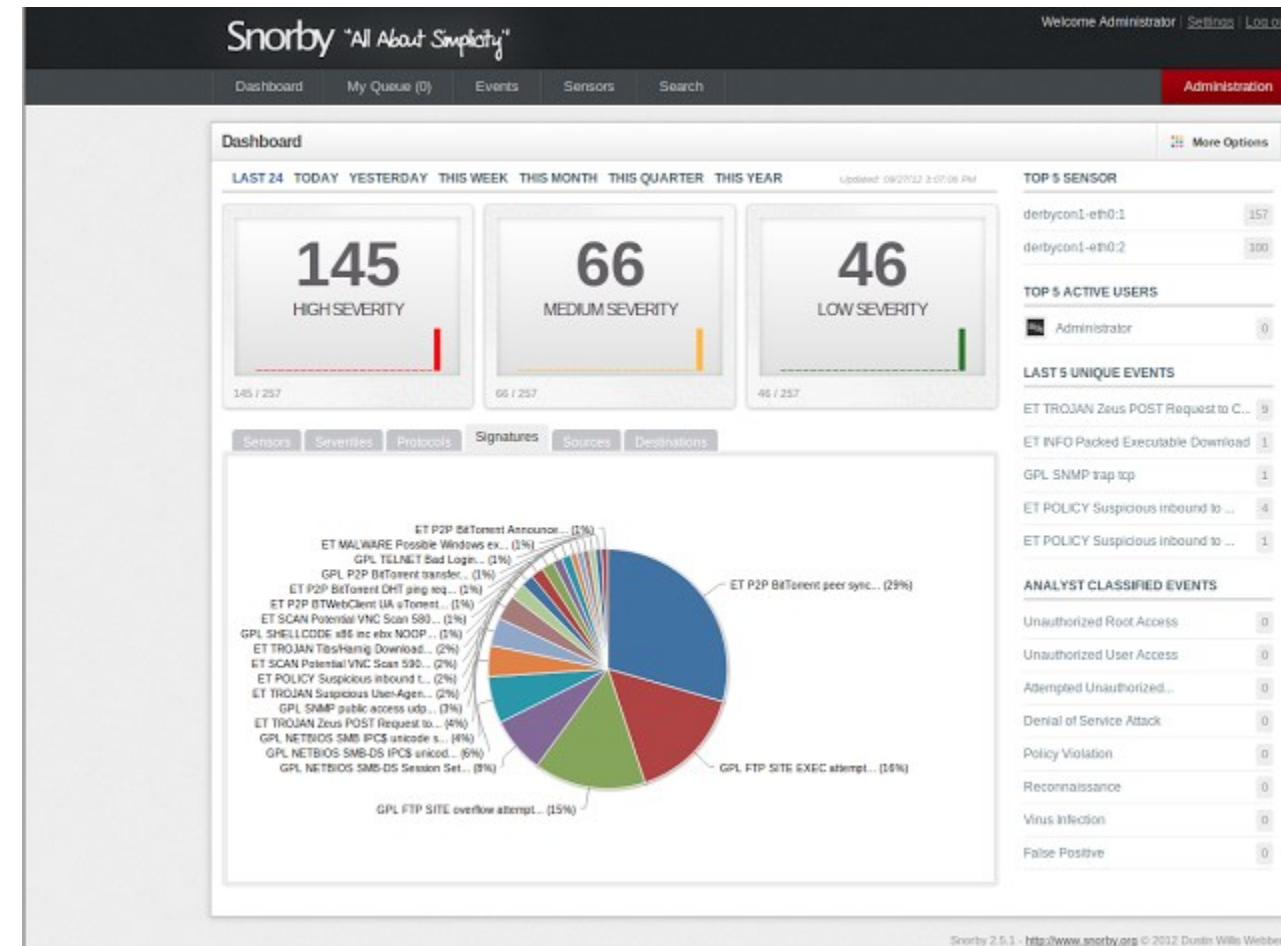 Snorby "All About Simplicity"
Welcome Administrator | Settings | Log o
Dashboard My Queue (0) Events Sensors Search Administration
Dashboard
More Options
LAST 24 TODAY YESTERDAY THIS WEEK THIS MONTH THIS QUARTER THIS YEAR
Updated: 09/27/12 3:07:06 PM
145
HIGH SEVERITY
145 / 257
66
MEDIUM SEVERITY
66 / 257
46
LOW SEVERITY
46 / 257
Sensors Severities Protocols Signatures Sources Destinations
ET P2P BitTorrent Announce... (1%)
ET MALWARE Possible Windows ex... (1%)
GPL TELNET Bad Login... (1%)
GPL P2P BitTorrent transfer... (1%)
ET P2P BitTorrent DHT ping req... (1%)
ET P2P BTWebClient UA uTorrent... (1%)
ET SCAN Potential VNC Scan 580... (1%)
GPL SHELLCODE x86 inc ebx NOOP... (1%)
ET TROJAN Tibs/Harnig Download... (2%)
ET SCAN Potential VNC Scan 590... (2%)
ET POLICY Suspicious inbound t... (2%)
ET TROJAN Suspicious User-Agen... (2%)
GPL SNMP public access udp... (3%)
ET TROJAN Zeus POST Request to... (4%)
GPL NETBIOS SMB IPC$ unicode s... (4%)
GPL NETBIOS SMB-DS IPC$ unicod... (6%)
GPL NETBIOS SMB-DS Session Set... (8%)
GPL FTP SITE overflow attempt... (15%)
GPL FTP SITE EXEC attempt... (16%)
ET P2P BitTorrent peer sync... (29%)
TOP 5 SENSOR
derbycon1-eth0:1 157
derbycon1-eth0:2 100
TOP 5 ACTIVE USERS
Administrator 0
LAST 5 UNIQUE EVENTS
ET TROJAN Zeus POST Request to C... 9
ET INFO Packed Executable Download 1
GPL SNMP trap tcp 1
ET POLICY Suspicious inbound to ... 4
ET POLICY Suspicious inbound to ... 1
ANALYST CLASSIFIED EVENTS
Unauthorized Root Access 0
Unauthorized User Access 0
Attempted Unauthorized... 0
Denial of Service Attack 0
Policy Violation 0
Reconnaissance 0
Virus Infection 0
False Positive 0
Snorby 2.5.1 - http://www.snorby.org © 2012 Dustin Willis Webbe